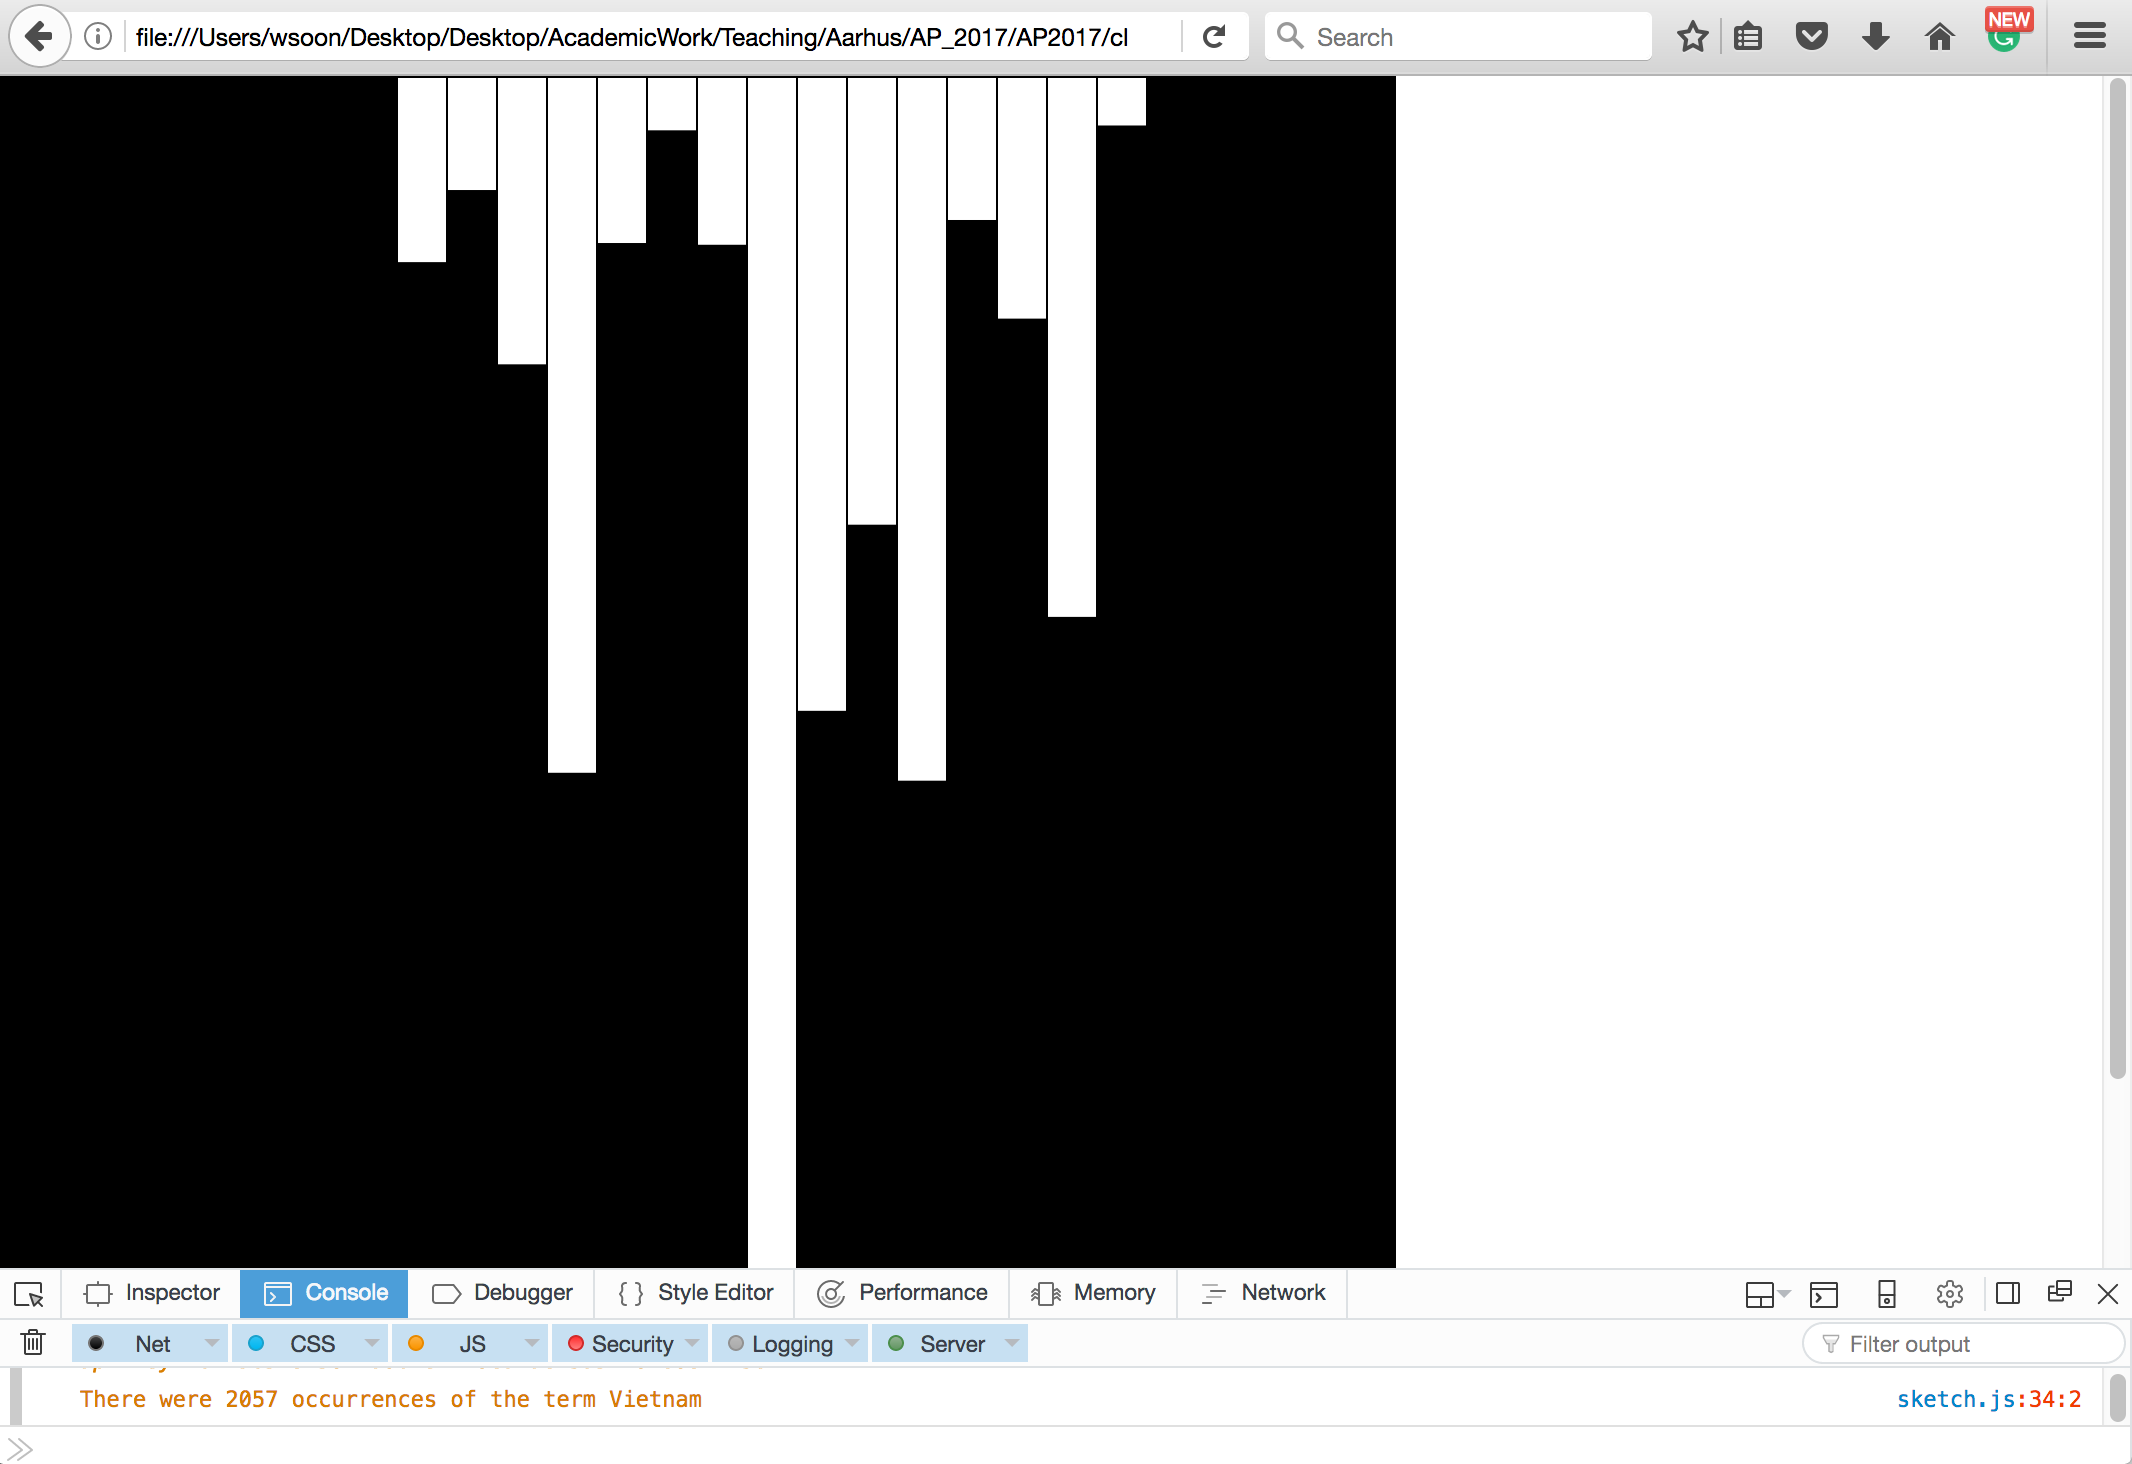 file:///Users/wsoon/Desktop/Desktop/AcademicWork/Teaching/Aarhus/AP_2017/AP2017/cl
Search
NEW
Inspector Console Debugger Style Editor Performance Memory Network
Net CSS JS Security Logging Server Filter output
There were 2057 occurrences of the term Vietnam sketch.js:34:2